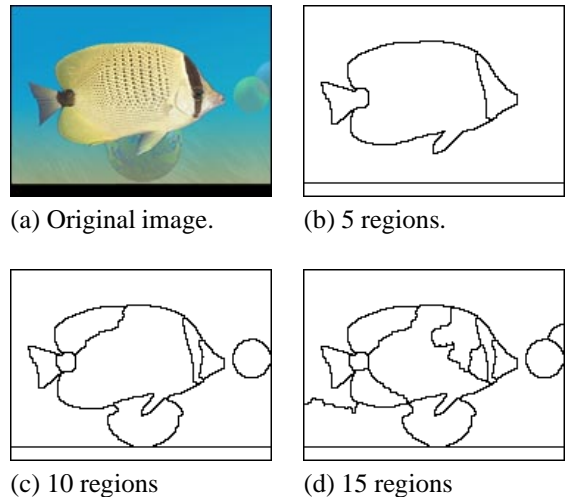 (a) Original image.
(b) 5 regions.
(c) 10 regions
(d) 15 regions